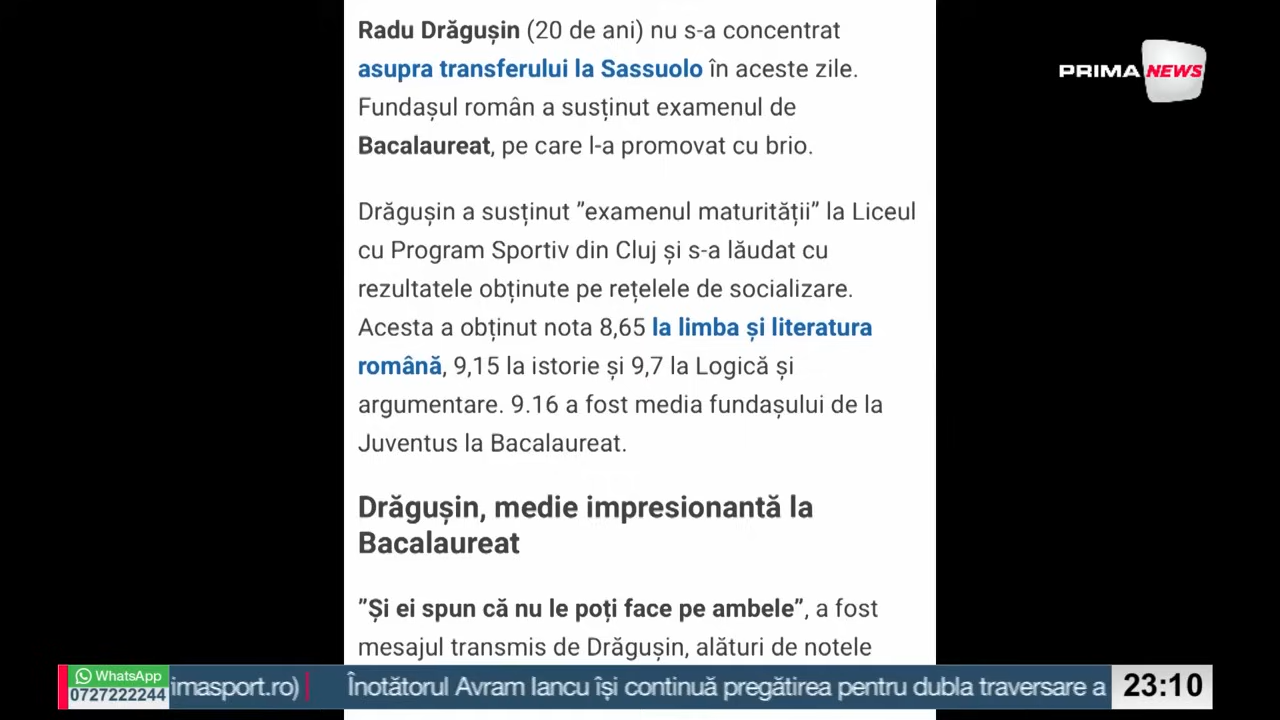 Radu Drăgușin (20 de ani) nu s-a concentrat
asupra transferului la Sassuolo în aceste zile.
Fundașul român a susținut examenul de
Bacalaureat, pe care l-a promovat cu brio.
Drăgușin a susținut ”examenul maturității” la Liceul
cu Program Sportiv din Cluj și s-a lăudat cu
rezultatele obținute pe rețelele de socializare.
Acesta a obținut nota 8,65 la limba și literatura
română, 9,15 la istorie și 9,7 la Logică și
argumentare. 9.16 a fost media fundașului de la
Juventus la Bacalaureat.
Drăgușin, medie impresionantă la
Bacalaureat
”Și ei spun că nu le poți face pe ambele”, a fost
mesajul transmis de Drăgușin, alături de notele
PRIMA NEWS
WhatsApp
0727222244
imasport.ro) Înotătorul Avram Iancu își continuă pregătirea pentru dubla traversare a
23:10